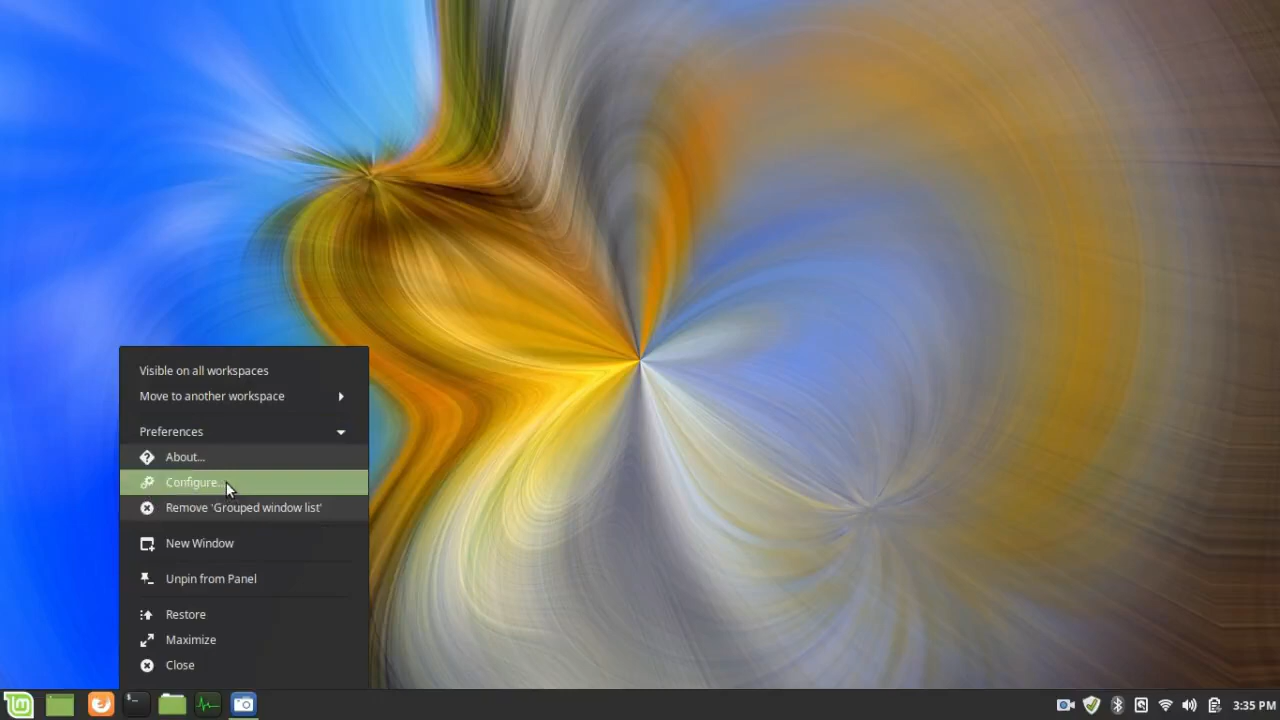 Visible on all workspaces
Move to another workspace
Preferences
About...
Configure...
Remove 'Grouped window list'
New Window
Unpin from Panel
Restore
Maximize
Close
3:35 PM